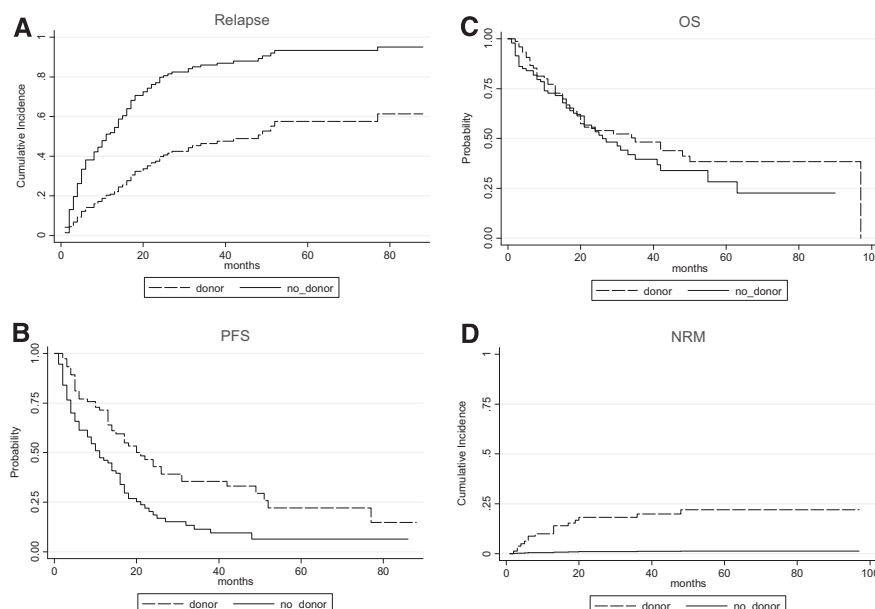 A
Relapse
Cumulative Incidence
0 .2 .4 .6 .8 1
0 20 40 60 80
months
donor no_donor
C
OS
Probability
0.00 0.25 0.50 0.75 1.00
0 20 40 60 80 100
months
donor no_donor
B
PFS
Probability
0.00 0.25 0.50 0.75 1.00
0 20 40 60 80
months
donor no_donor
D
NRM
Cumulative Incidence
0 .25 .5 .75 1
0 20 40 60 80 100
months
donor no_donor